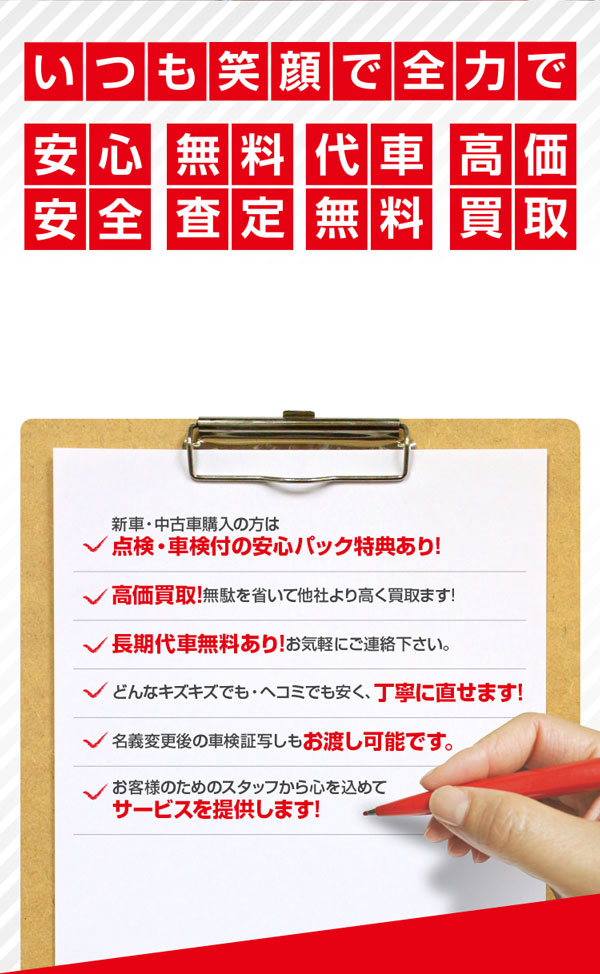 いつも笑顔で全力で
安心 無料 代車 高価
安全 査定 無料 買取
新車・中古車購入の方は
点検・車検付の安心パック特典あり!
高価買取!無駄を省いて他社より高く買取ます!
長期代車無料あり!お気軽にご連絡下さい。
どんなキズキズでも・ヘコミでも安く、丁寧に直せます!
名義変更後の車検証写しもお渡し可能です。
お客様のためのスタッフから心を込めて
サービスを提供します!